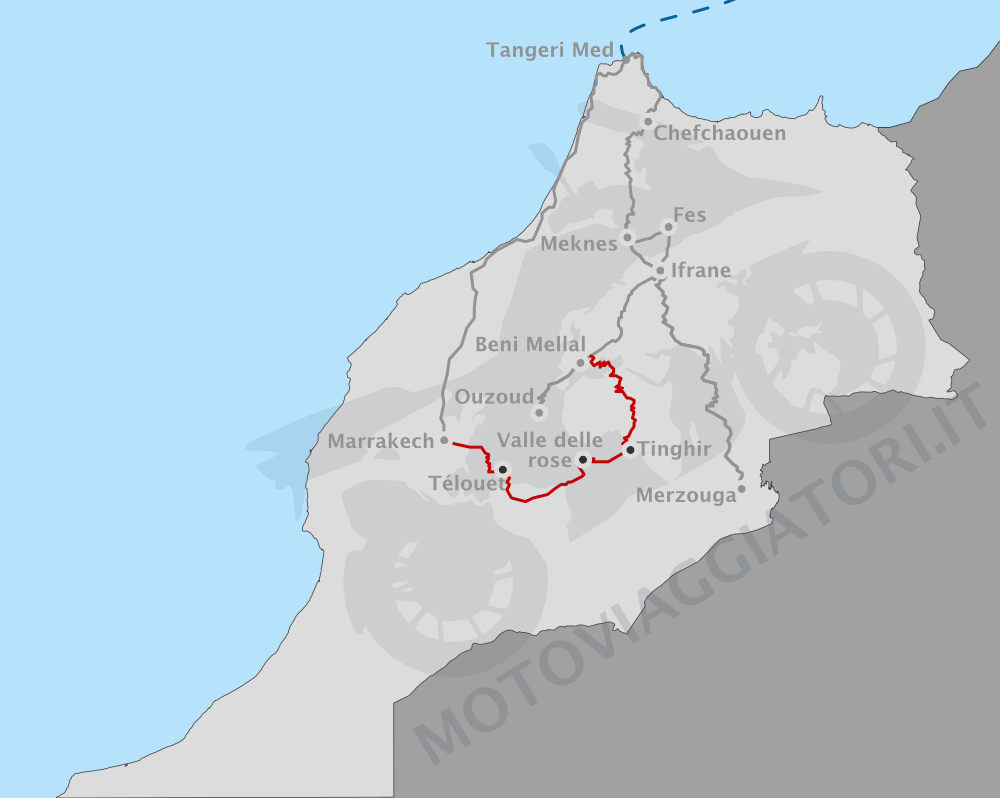 Tangeri Med
Chefchaouen
Fes
Meknes
Ifrane
Beni Mellal
Ouzoud
Marrakech
Valle delle
rose
Tinghir
Télouet
Merzouga
MOTOVIAGGIATORI.IT